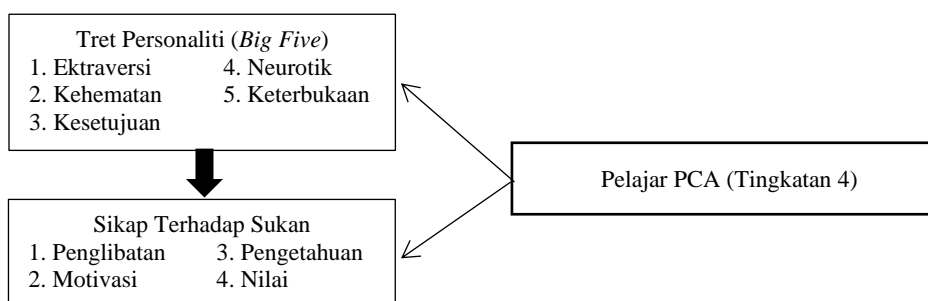 Tret Personaliti (Big Five)
1. Ektraversi 4. Neurotik
2. Kehematan 5. Keterbukaan
3. Kesetujuan
Pelajar PCA (Tingkatan 4)
Sikap Terhadap Sukan
1. Penglibatan 3. Pengetahuan
2. Motivasi 4. Nilai